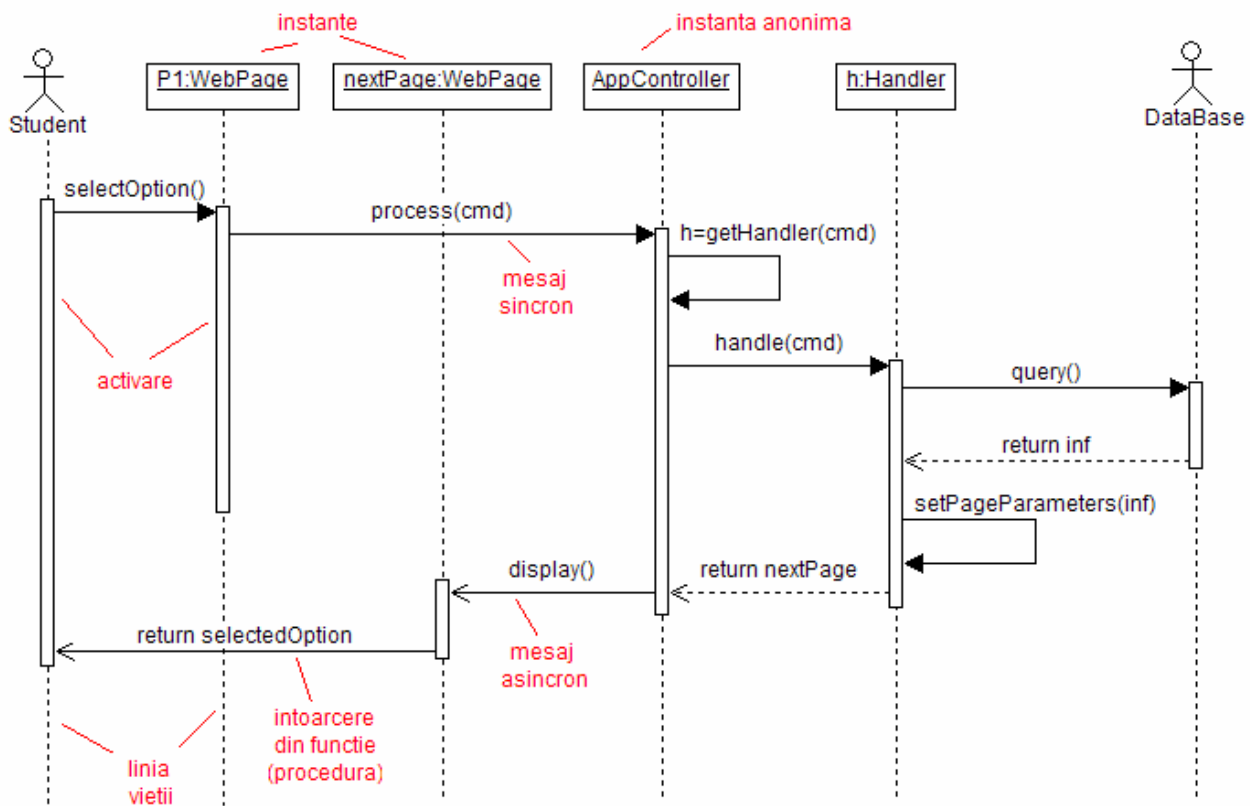 instante
instanta anonima
P1:WebPage
nextPage:WebPage
AppController
h:Handler
Student
DataBase
selectOption()
process(cmd)
h=getHandler(cmd)
mesaj
sincron
handle(cmd)
activare
query()
return inf
setPageParameters(inf)
display()
return nextPage
return selectedOption
mesaj
asincron
intoarcere
din functie
(procedura)
linia
vietii